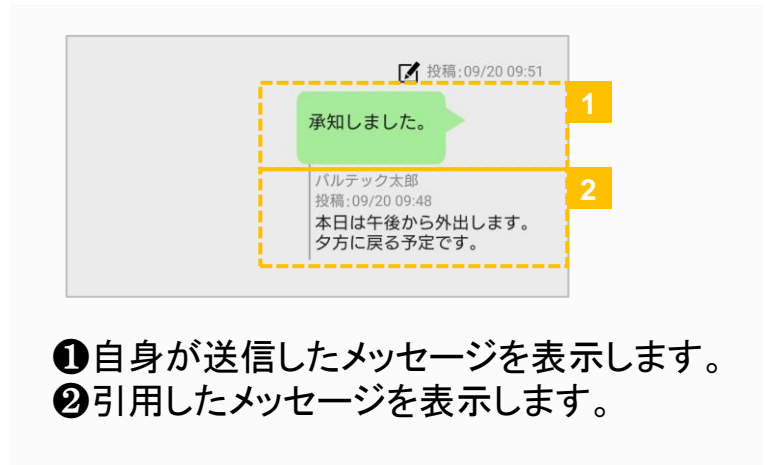 投稿:09/20 09:51
1
承知しました。
2
バルテック太郎
投稿:09/20 09:48
本日は午後から外出します。
夕方に戻る予定です。
❶自身が送信したメッセージを表示します。
❷引用したメッセージを表示します。